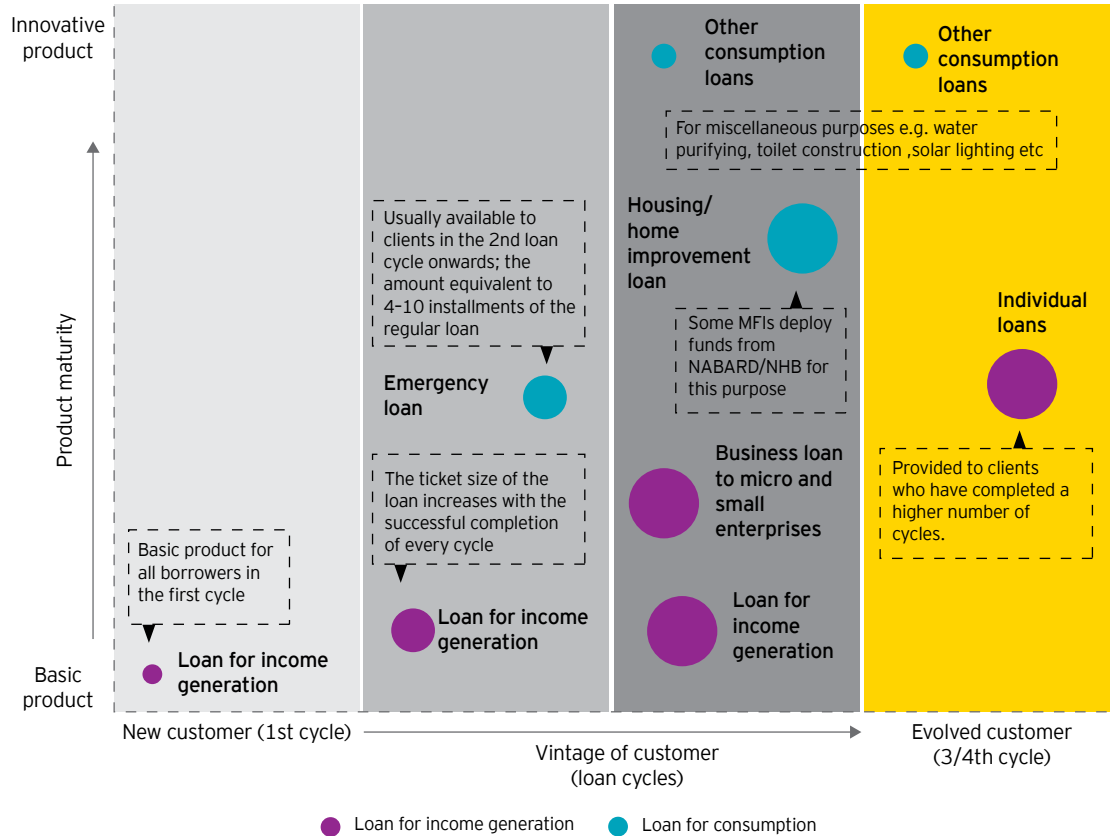 Innovative
product
Product maturity
Basic
product
Basic product for
all borrowers in
the first cycle
Loan for income
generation
Usually available to
clients in the 2nd loan
cycle onwards; the
amount equivalent to
4–10 installments of the
regular loan
Emergency
loan
The ticket size of the
loan increases with the
successful completion
of every cycle
Loan for income
generation
Other
consumption
loans
For miscellaneous purposes e.g. water
purifying, toilet construction ,solar lighting etc
Housing/
home
improvement
loan
Some MFIs deploy
funds from
NABARD/NHB for
this purpose
Business loan
to micro and
small
enterprises
Loan for
income
generation
Other
consumption
loans
Individual
loans
Provided to clients
who have completed a
higher number of
cycles.
New customer (1st cycle)
Vintage of customer
(loan cycles)
Evolved customer
(3/4th cycle)
Loan for income generation
Loan for consumption